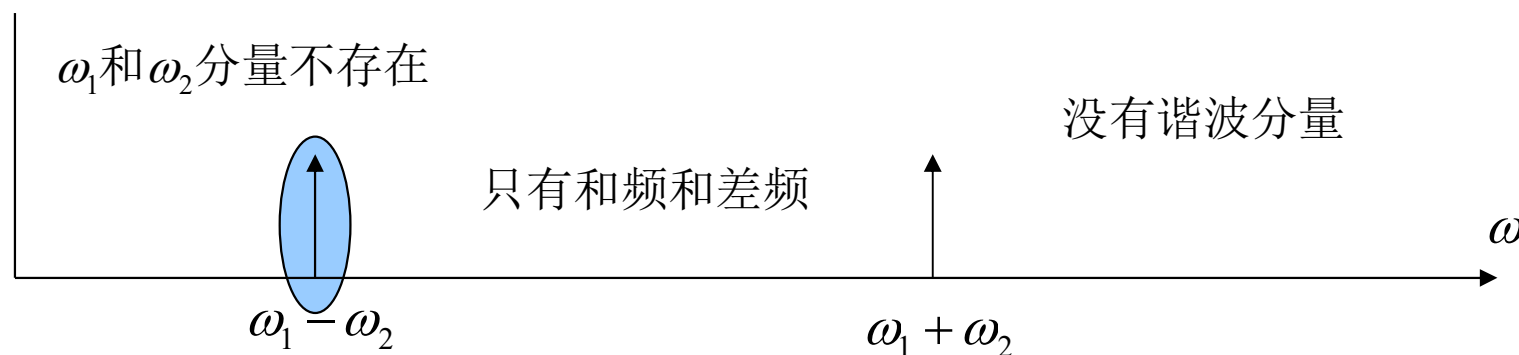 ω₁和ω₂分量不存在
没有谐波分量
只有和频和差频
ω
ω₁ − ω₂
ω₁ + ω₂